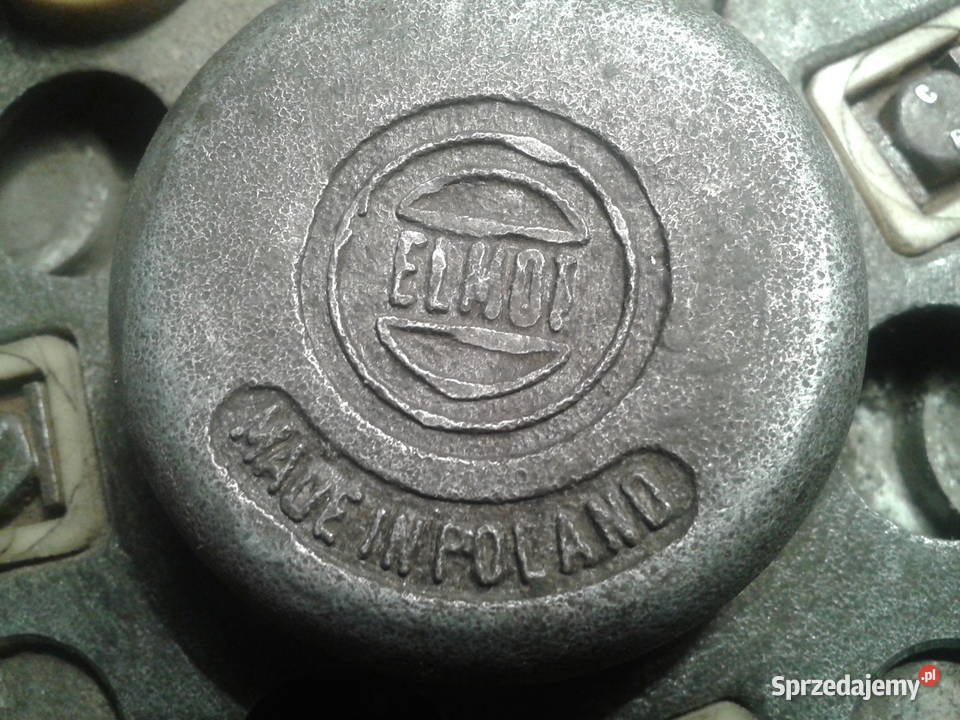 ELMOT
MADE IN POLAND
C
Sprzedajemy.pl